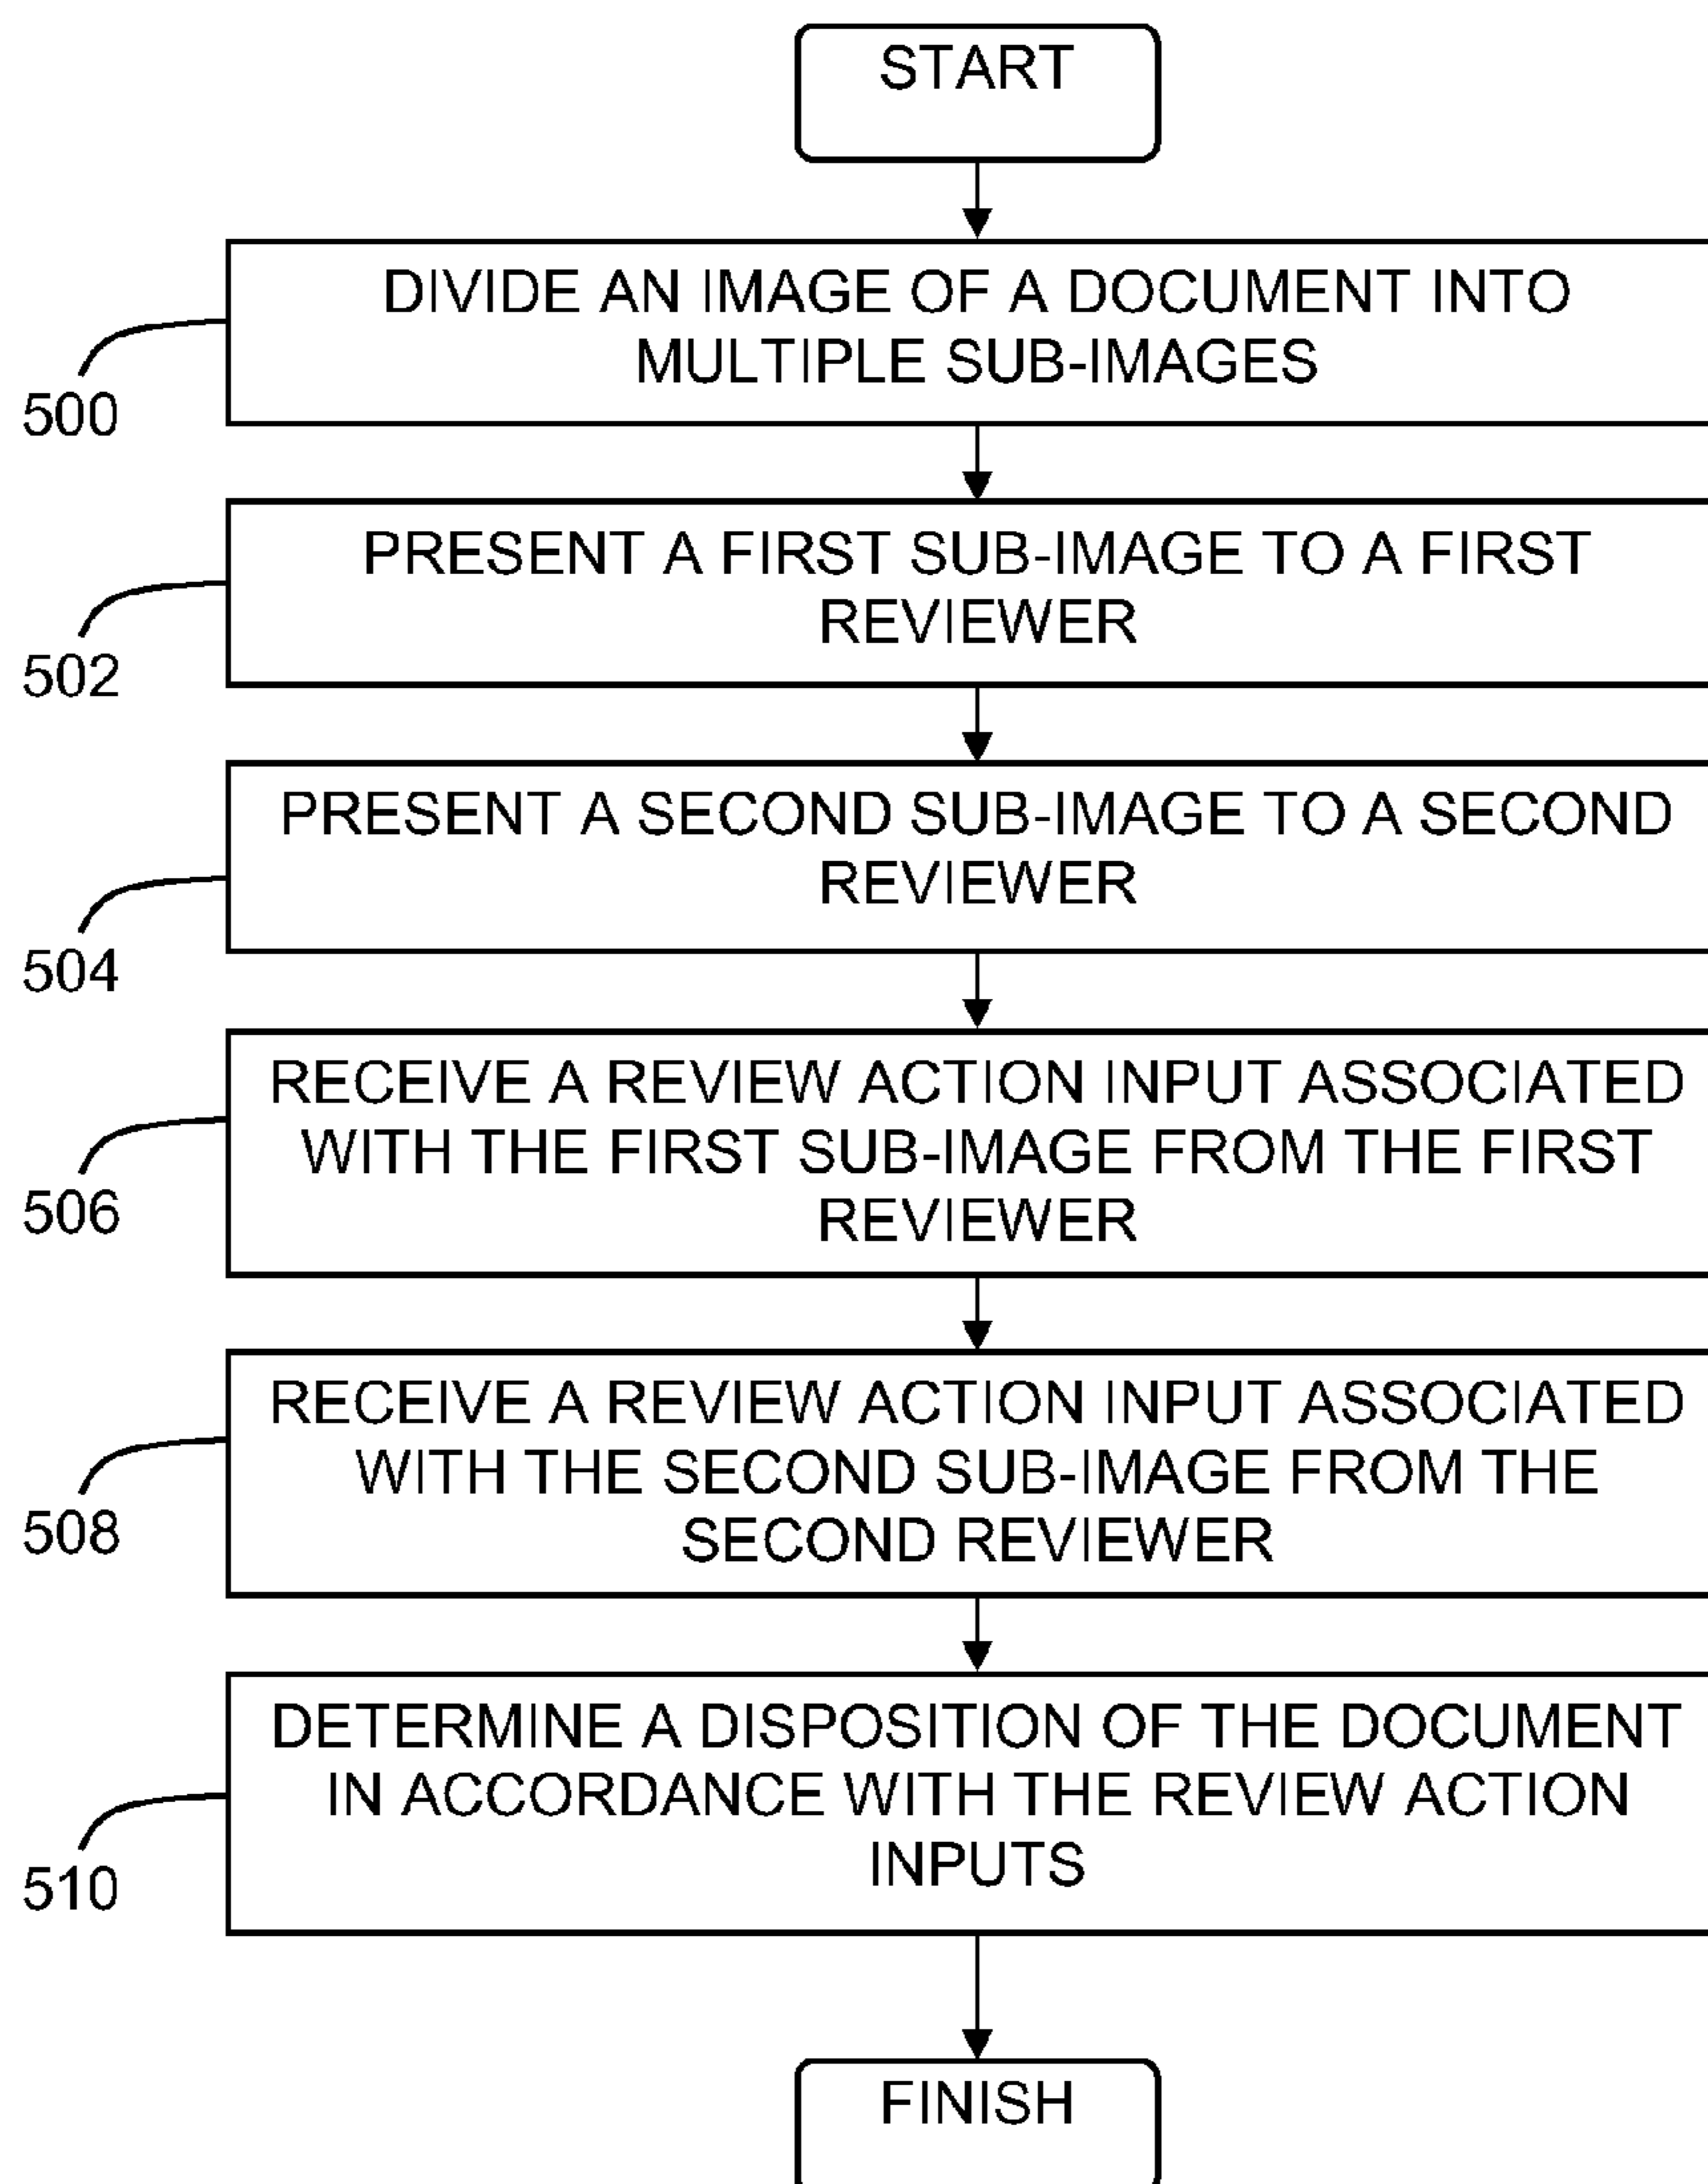 START
DIVIDE AN IMAGE OF A DOCUMENT INTO
MULTIPLE SUB-IMAGES
500
PRESENT A FIRST SUB-IMAGE TO A FIRST
REVIEWER
502
PRESENT A SECOND SUB-IMAGE TO A SECOND
REVIEWER
504
RECEIVE A REVIEW ACTION INPUT ASSOCIATED
WITH THE FIRST SUB-IMAGE FROM THE FIRST
REVIEWER
506
RECEIVE A REVIEW ACTION INPUT ASSOCIATED
WITH THE SECOND SUB-IMAGE FROM THE
SECOND REVIEWER
508
DETERMINE A DISPOSITION OF THE DOCUMENT
IN ACCORDANCE WITH THE REVIEW ACTION
INPUTS
510
FINISH